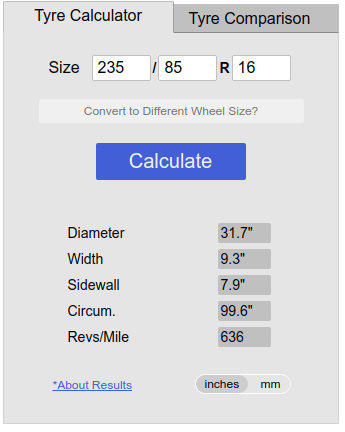 Tyre Calculator Tyre Comparison
Size 235 / 85 R 16
Convert to Different Wheel Size?
Calculate
Diameter 31.7"
Width 9.3"
Sidewall 7.9"
Circum. 99.6"
Revs/Mile 636
*About Results inches mm